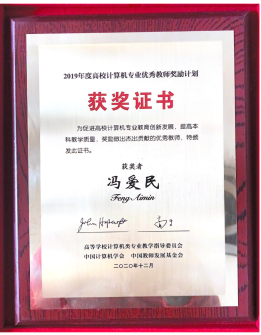 2019年度高校计算机专业优秀教师奖励计划
获奖证书
为促进高校计算机专业教育创新发展，提高本
科教学质量，奖励做出杰出贡献的优秀教师，特颁
发此证书。
获奖者
冯爱民
Feng Aimin
John Hopcroft
高等学校计算机类专业教学指导委员会
中国计算机学会 中国教师发展基金会
二〇二〇年十二月